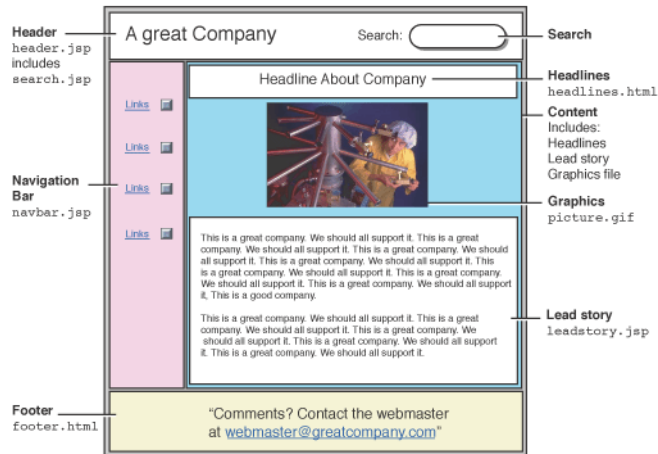 Header
header.jsp
includes
search.jsp
A great Company
Search:
Search
Headline About Company
Headlines
headlines.html
Content
Includes:
Headlines
Lead story
Graphics file
Links
Links
Links
Links
Navigation
Bar
navbar.jsp
Graphics
picture.gif
This is a great company. We should all support it. This is a great
company. We should all support it. This is a great company. We should
all support it. This is a great company. We should all support it. This
is a great company. We should all support it. This is a great company.
We should all support it. This is a great company. We should all support
it, This is a good company.
This is a great company. We should all support it. This is a great
company. We should all support it. This is a great company. We
should all support it. This is a great company. We should all support
it. This is a great company. We should all support it.
Lead story
leadstory.jsp
Footer
footer.html
“Comments? Contact the webmaster
at webmaster@greatcompany.com”